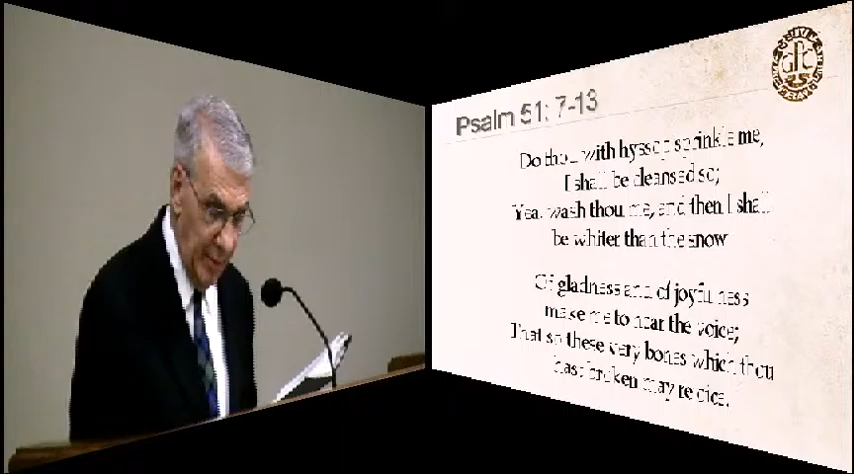 Psalm 51: 7-13
Do thou with hyssop sprinkle me,
I shall be cleansed so;
Yea, wash thou me, and then I shall
be whiter than the snow
Of gladness and of joyfulness
make me to hear the voice;
That so these very bones which thou
hast broken may rejoice.
GPC